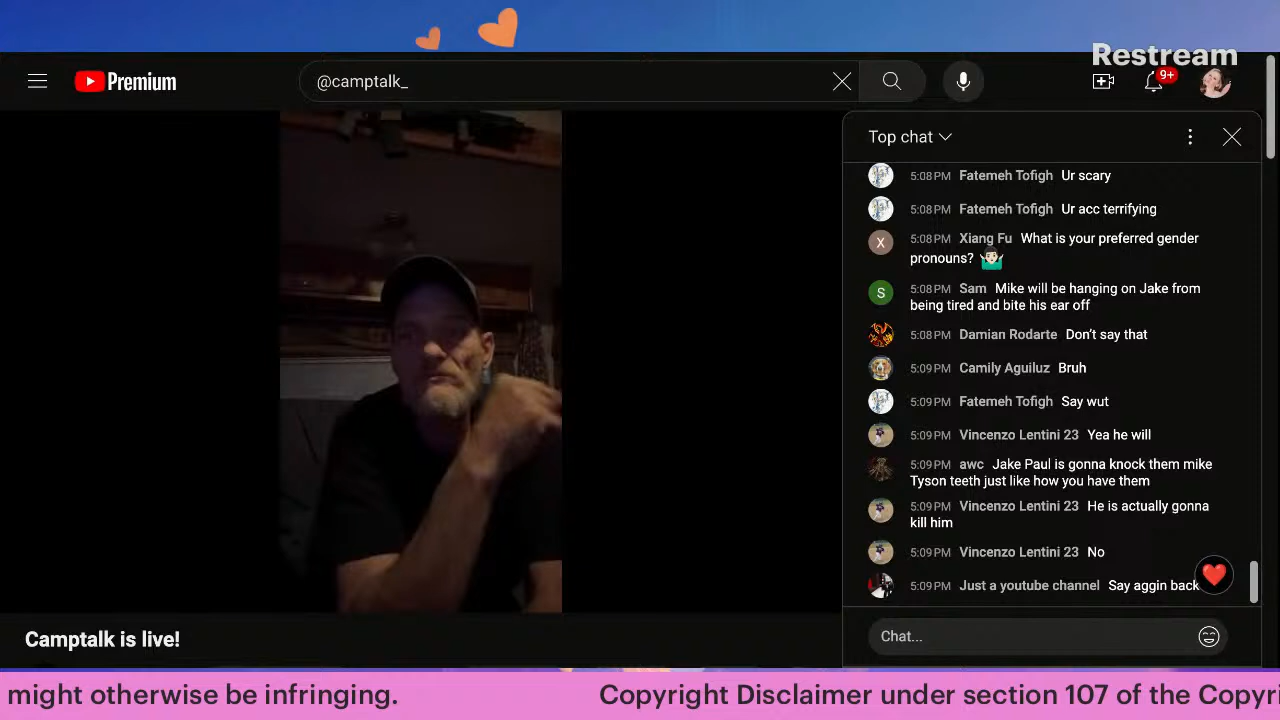 Restream
Premium
@camptalk_
9+
Top chat
5:08PM Fatemeh Tofigh Ur scary
5:08PM Fatemeh Tofigh Ur acc terrifying
X
5:08PM Xiang Fu What is your preferred gender
pronouns?
S
5:08PM Sam Mike will be hanging on Jake from
being tired and bite his ear off
5:08PM Damian Rodarte Don’t say that
5:09PM Camily Aguiluz Bruh
5:09PM Fatemeh Tofigh Say wut
5:09PM Vincenzo Lentini 23 Yea he will
5:09PM awc Jake Paul is gonna knock them mike
Tyson teeth just like how you have them
5:09PM Vincenzo Lentini 23 He is actually gonna
kill him
5:09PM Vincenzo Lentini 23 No
5:09PM Just a youtube channel Say aggin back
Chat...
Camptalk is live!
might otherwise be infringing. Copyright Disclaimer under section 107 of the Copyri